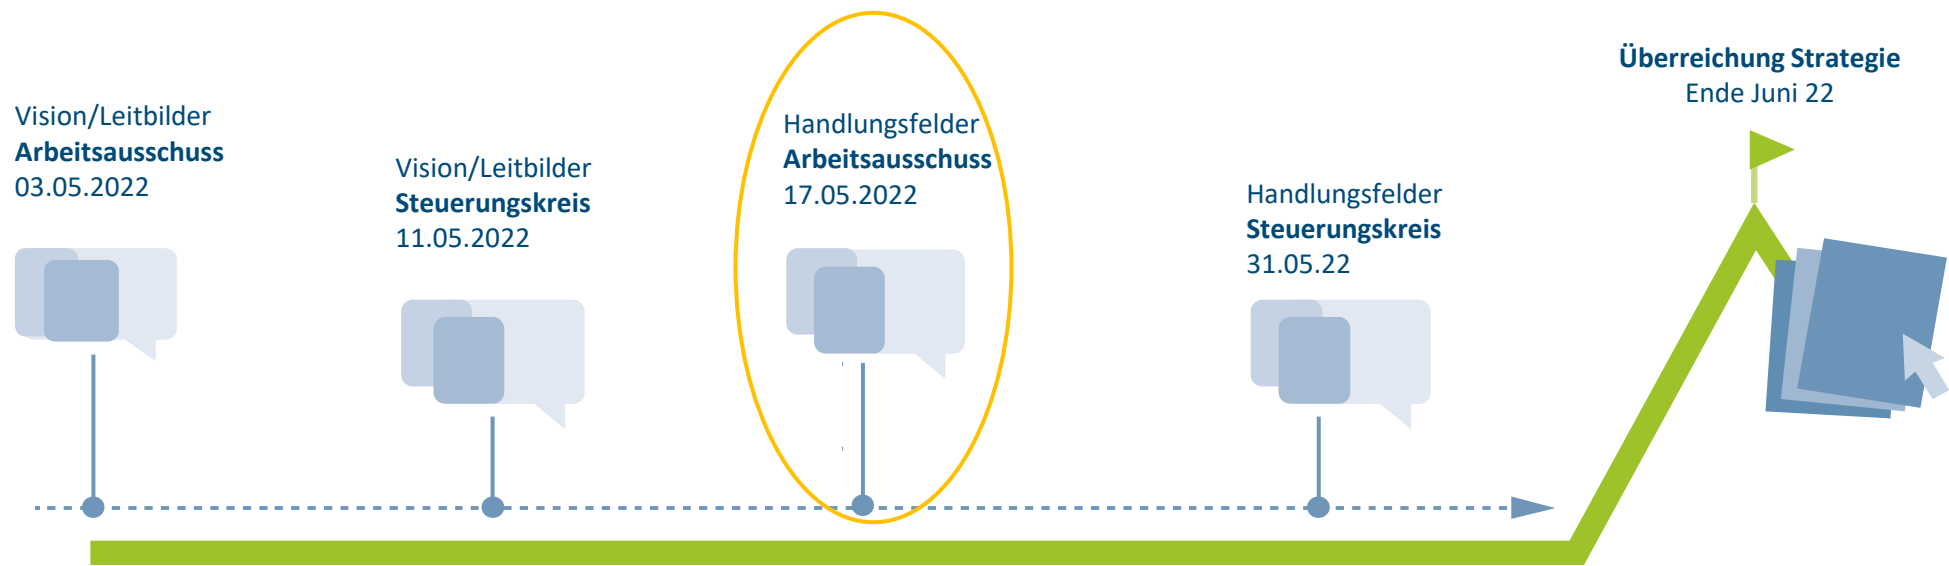 Vision/Leitbilder
Arbeitsausschuss
03.05.2022
Vision/Leitbilder
Steuerungskreis
11.05.2022
Handlungsfelder
Arbeitsausschuss
17.05.2022
Handlungsfelder
Steuerungskreis
31.05.22
Überreichung Strategie
Ende Juni 22